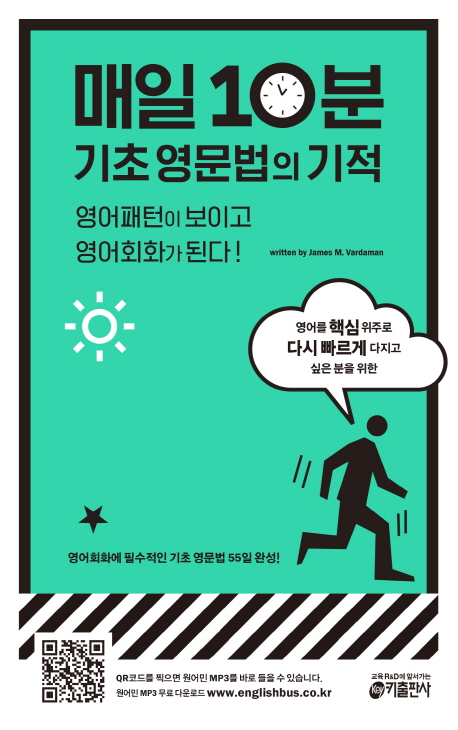 매일 10분
기초 영문법의 기적
영어패턴이 보이고
영어회화가 된다!
written by James M. Vardaman
영어를 핵심 위주로
다시 빠르게 다지고
싶은 분을 위한
영어회화에 필수적인 기초 영문법 55일 완성!
QR코드를 찍으면 원어민 MP3를 바로 들을 수 있습니다.
원어민 MP3 무료 다운로드 www.englishbus.co.kr
교육 R&D에 앞서가는
Key 키출판사